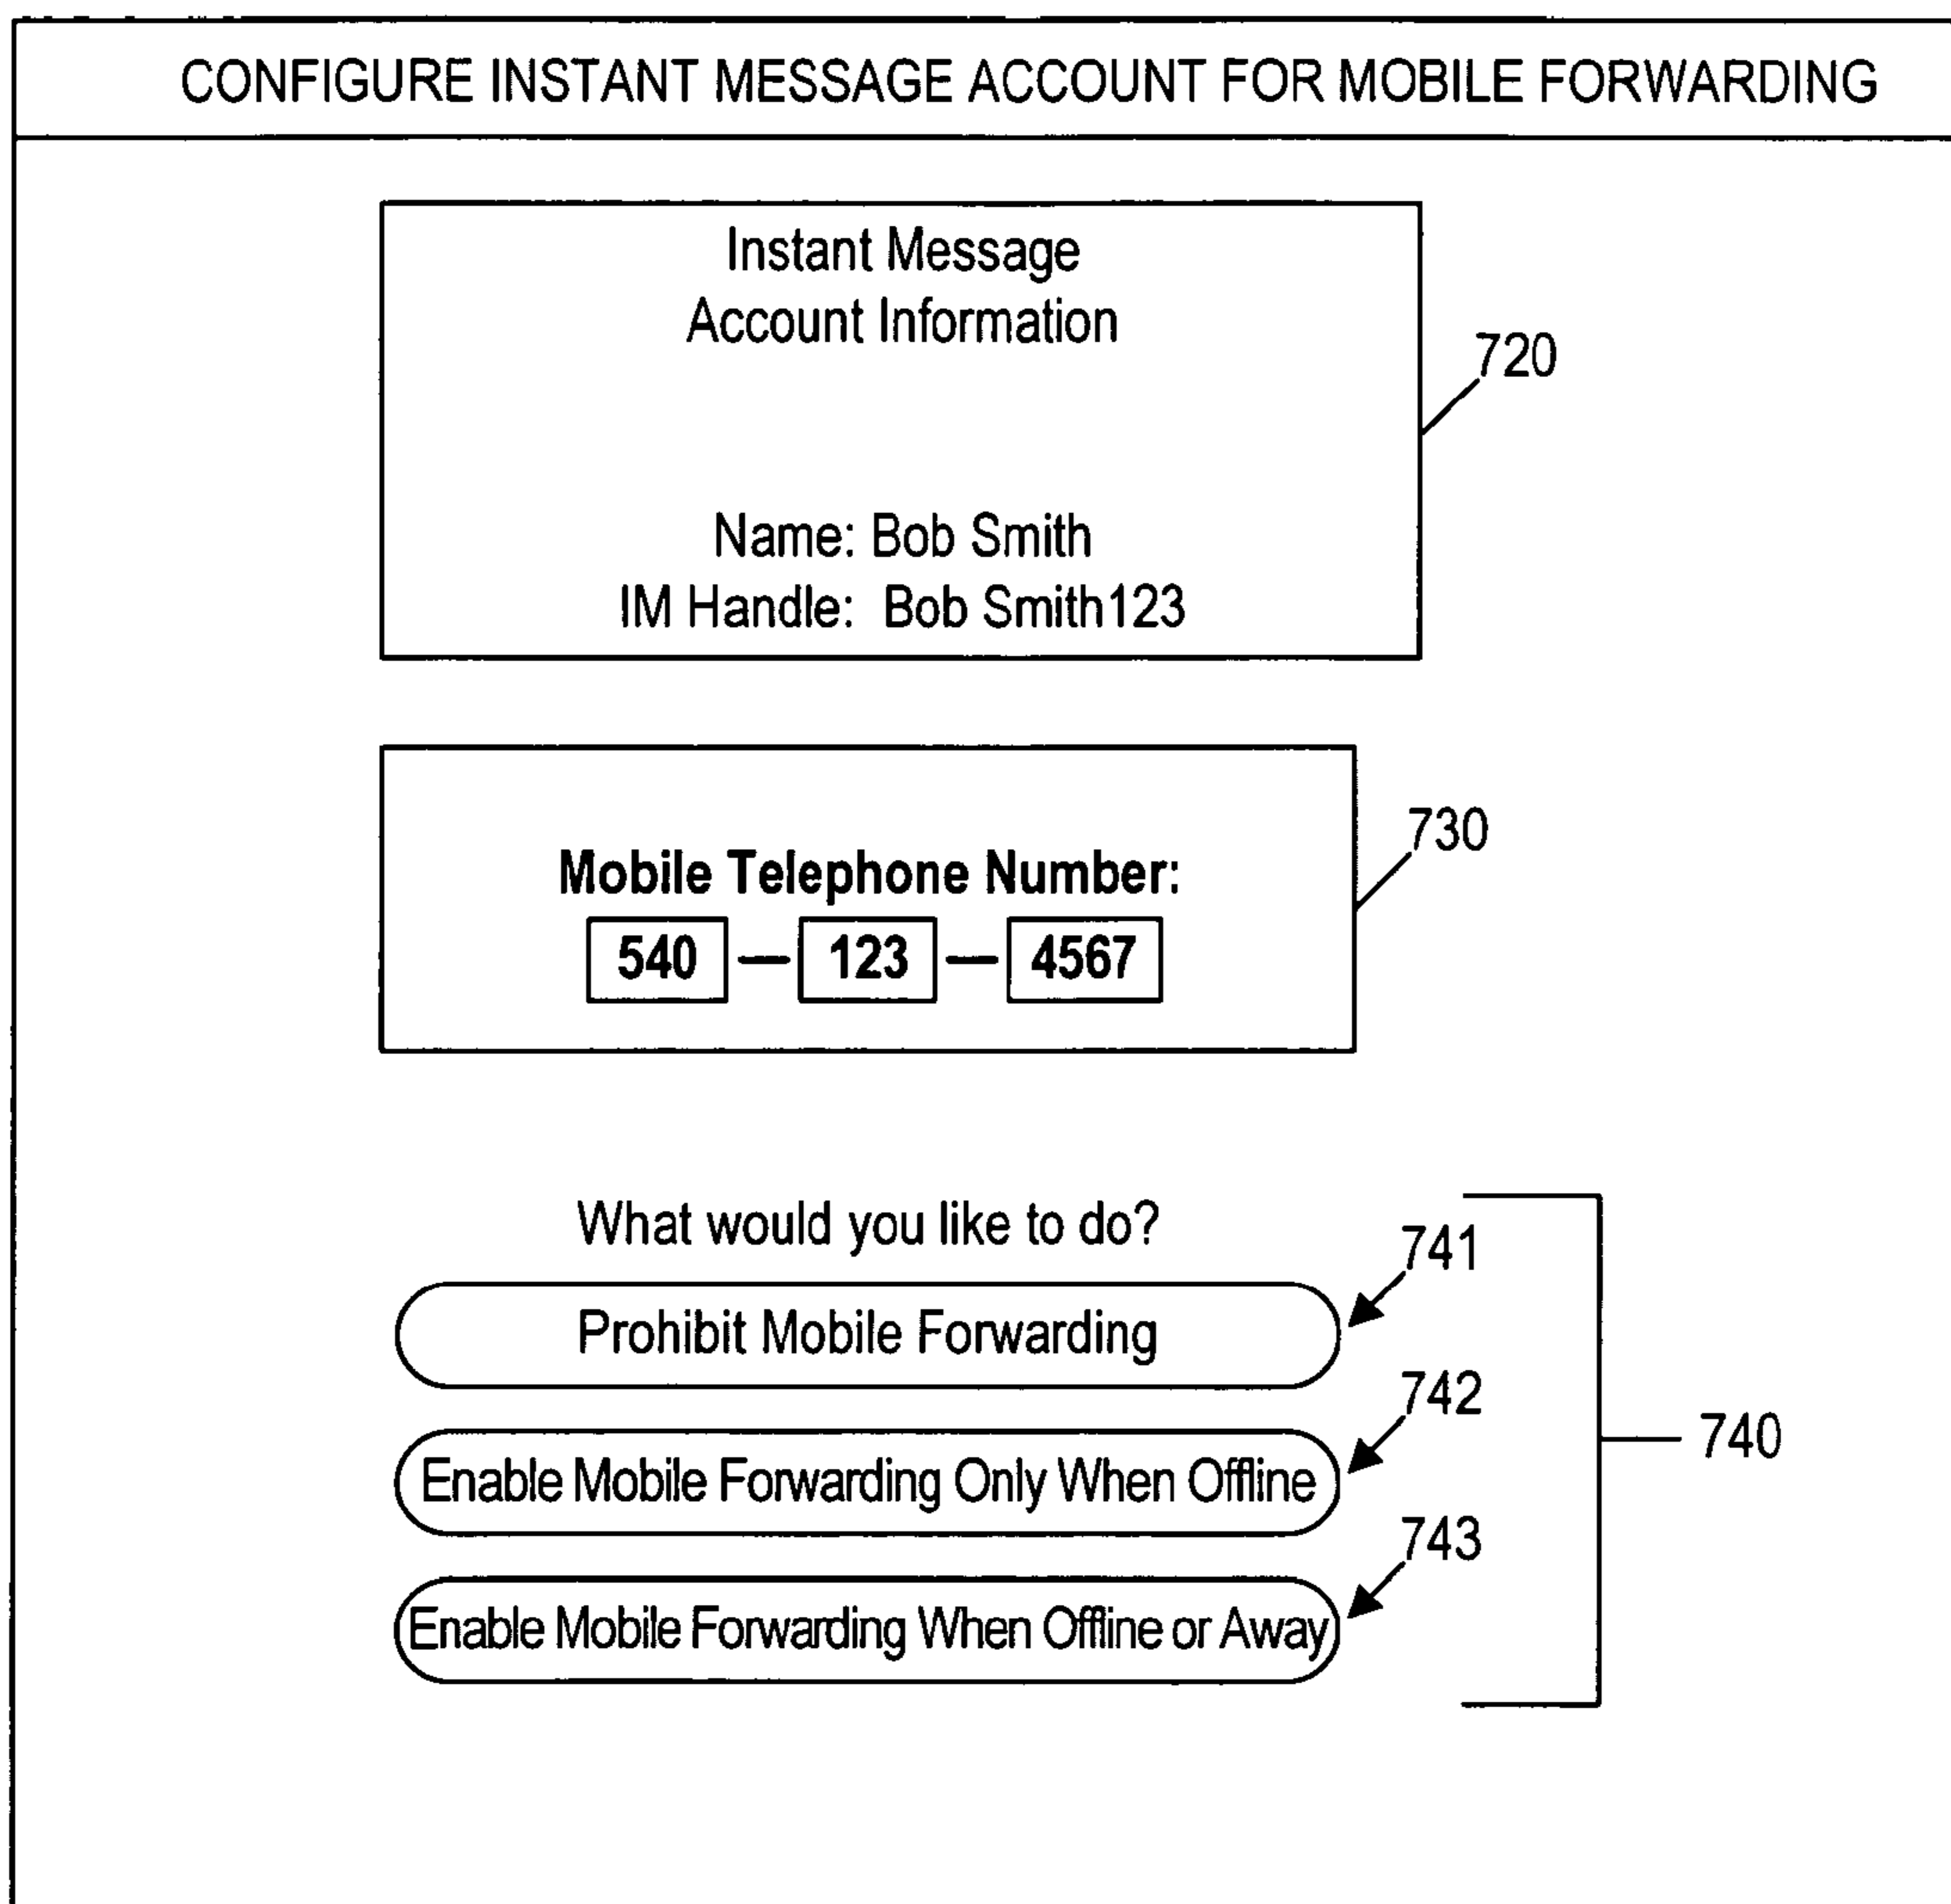 CONFIGURE INSTANT MESSAGE ACCOUNT FOR MOBILE FORWARDING
Instant Message
Account Information
720
Name: Bob Smith
IM Handle: Bob Smith123
730
Mobile Telephone Number:
540 — 123 — 4567
What would you like to do?
741
Prohibit Mobile Forwarding
742
Enable Mobile Forwarding Only When Offline
740
743
Enable Mobile Forwarding When Offline or Away